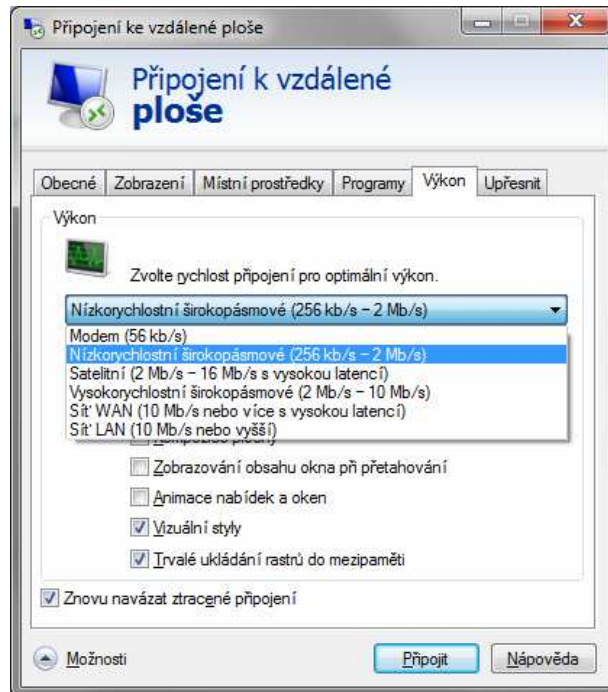 Připojení ke vzdálené ploše
Připojení k vzdálené
ploše
Obecné Zobrazení Místní prostředky Programy Výkon Upřesnit
Výkon
Zvolte rychlost připojení pro optimální výkon.
Nízkorychlostní širokopásmové (256 kb/s – 2 Mb/s)
Modem (56 kb/s)
Nízkorychlostní širokopásmové (256 kb/s – 2 Mb/s)
Satelitní (2 Mb/s – 16 Mb/s s vysokou latencí)
Vysokorychlostní širokopásmové (2 Mb/s – 10 Mb/s)
Síť WAN (10 Mb/s nebo více s vysokou latencí)
Síť LAN (10 Mb/s nebo vyšší)
Zobrazování obsahu okna při přetahování
Animace nabídek a oken
Vizuální styly
Trvalé ukládání rastrů do mezipaměti
Znovu navázat ztracené připojení
Možnosti Připojit Nápověda